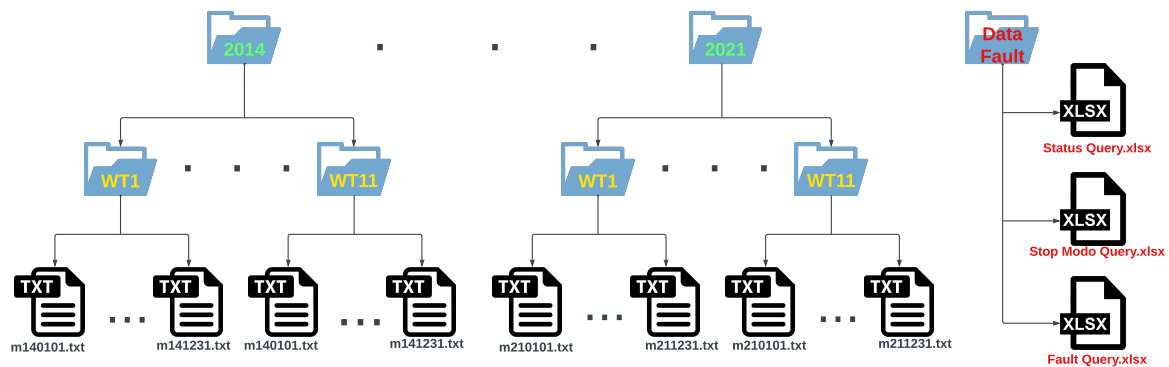 2014
2021
Data
Fault
WT1
WT11
WT1
WT11
XLSX
Status Query.xlsx
XLSX
Stop Modo Query.xlsx
XLSX
Fault Query.xlsx
TXT
TXT
TXT
TXT
TXT
TXT
TXT
TXT
m140101.txt
m141231.txt
m140101.txt
m141231.txt
m210101.txt
m211231.txt
m210101.txt
m211231.txt